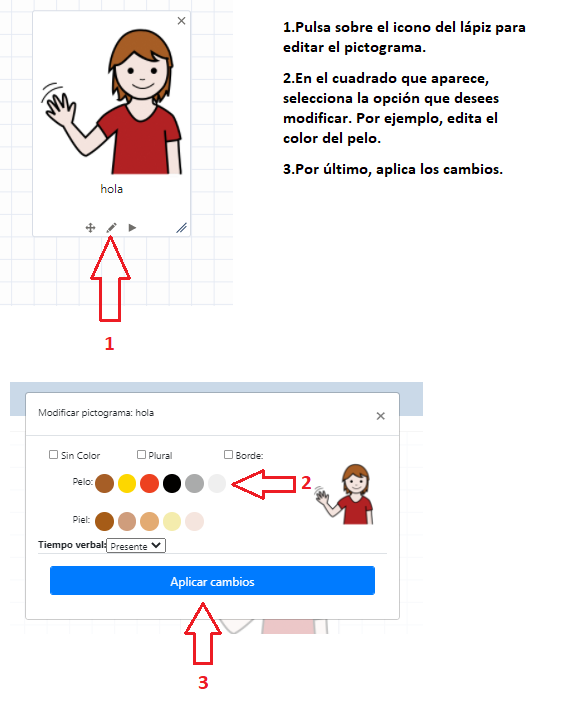 1.Pulsa sobre el icono del lápiz para
editar el pictograma.
2.En el cuadrado que aparece,
selecciona la opción que desees
modificar. Por ejemplo, edita el
color del pelo.
3.Por último, aplica los cambios.
hola
1
Modificar pictograma: hola
Sin Color Plural Borde:
Pelo:
2
Piel:
Tiempo verbal: Presente
Aplicar cambios
3